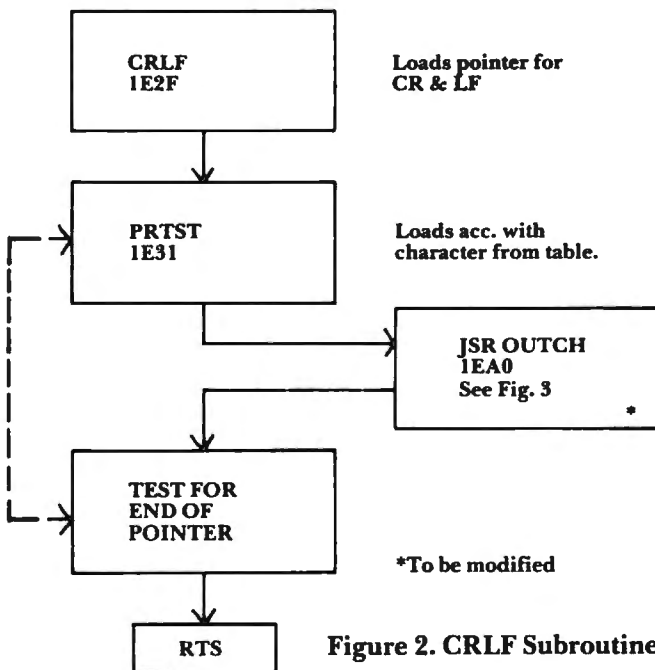 CRLF
1E2F
Loads pointer for
CR & LF
PRTST
1E31
Loads acc. with
character from table.
JSR OUTCH
1EA0
See Fig. 3
*
TEST FOR
END OF
POINTER
*To be modified
RTS
Figure 2. CRLF Subroutine